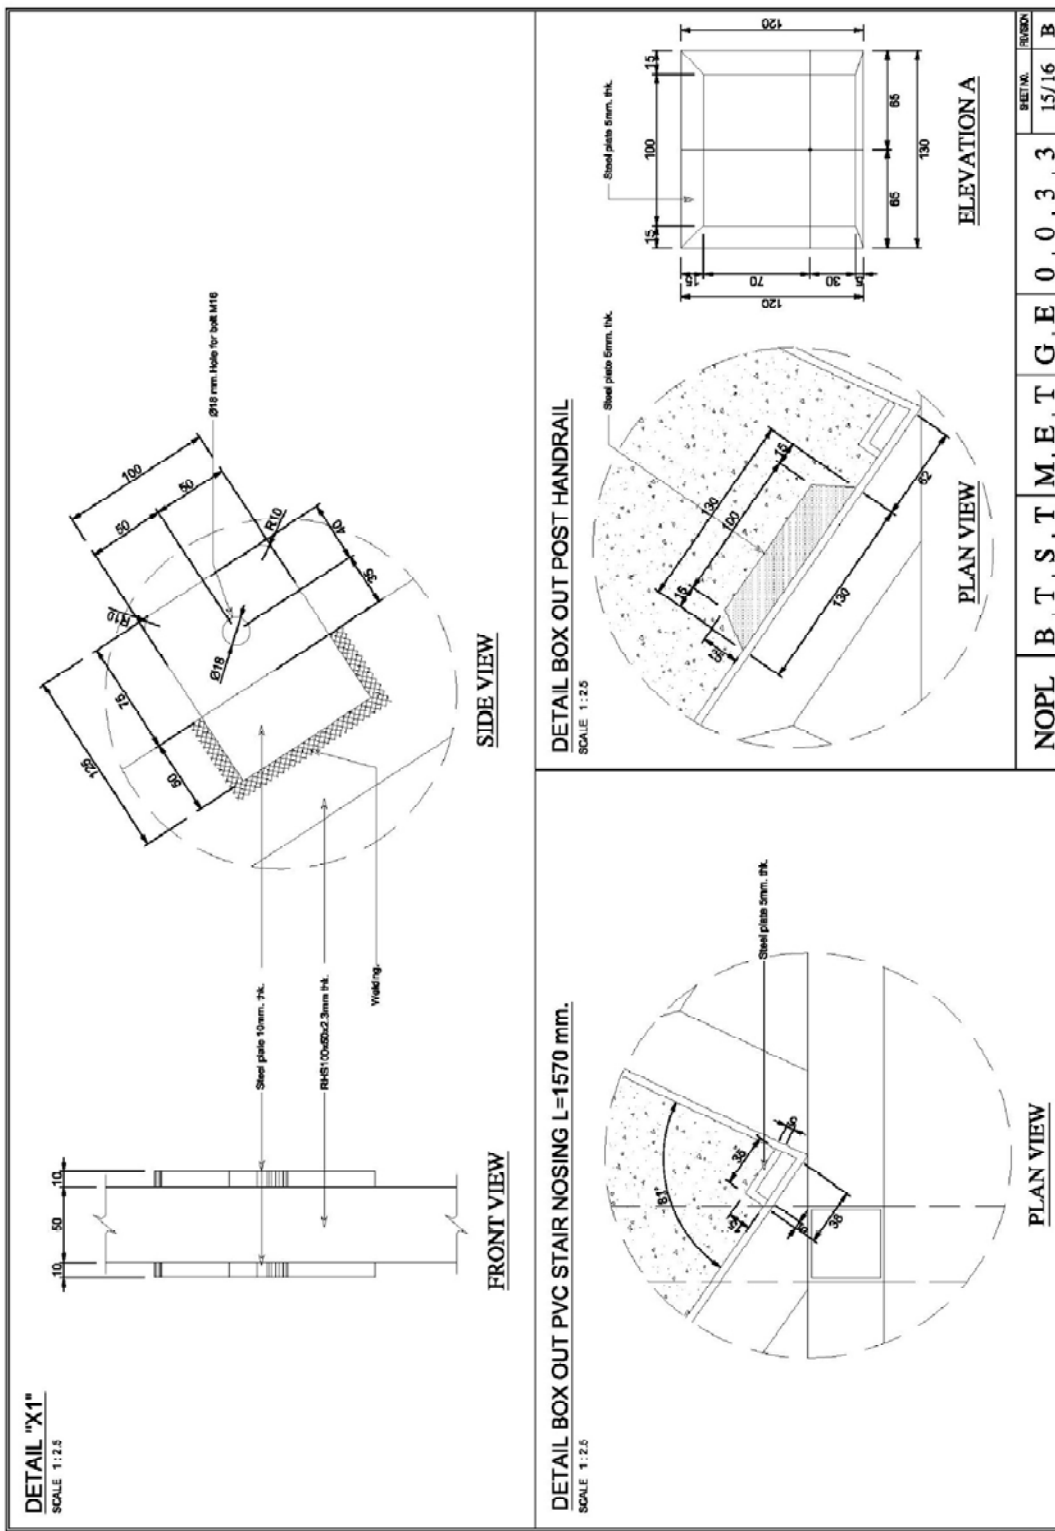 DETAIL "X1"
SCALE 1:2.5
10
50
10
FRONT VIEW
Steel plate 10mm. thk.
RHS100x50x2.3mm thk.
Welding.
125
50
75
R10
Ø18
50
50
100
Ø18 mm. Hole for bolt M16
R10
35
40
SIDE VIEW
DETAIL BOX OUT PVC STAIR NOSING L=1570 mm.
SCALE 1:2.5
81°
38
38
Steel plate 5mm. thk.
PLAN VIEW
DETAIL BOX OUT POST HANDRAIL
SCALE 1:2.5
15
100
15
130
130
62
Steel plate 5mm. thk.
PLAN VIEW
15
100
15
Steel plate 5mm. thk.
120
120
15
70
30
5
65
65
130
ELEVATION A
NOPL B.T.S.T M.E.T G.E 0.0.3.3
SHEET NO. 15/16
REVISION B